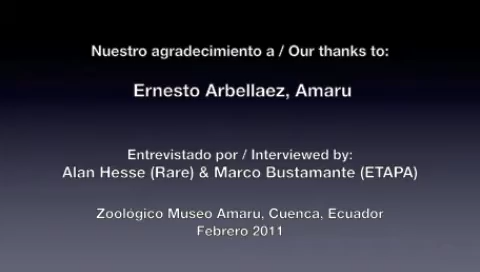 Nuestro agradecimiento a / Our thanks to:
Ernesto Arbellaez, Amaru
Entrevistado por / Interviewed by:
Alan Hesse (Rare) & Marco Bustamante (ETAPA)
Zoológico Museo Amaru, Cuenca, Ecuador
Febrero 2011